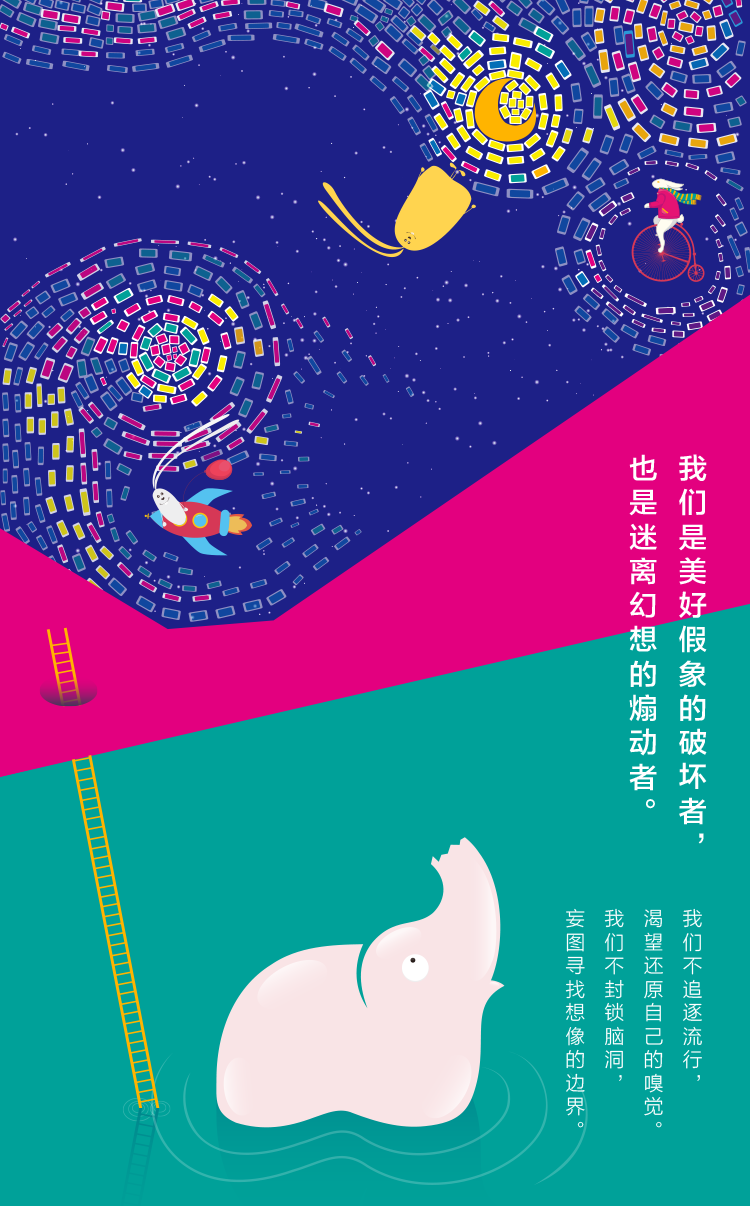 我们是美好假象的破坏者，
也是迷离幻想的煽动者。
我们不追逐流行，
渴望还原自己的嗅觉。
我们不封锁脑洞，
妄图寻找想像的边界。